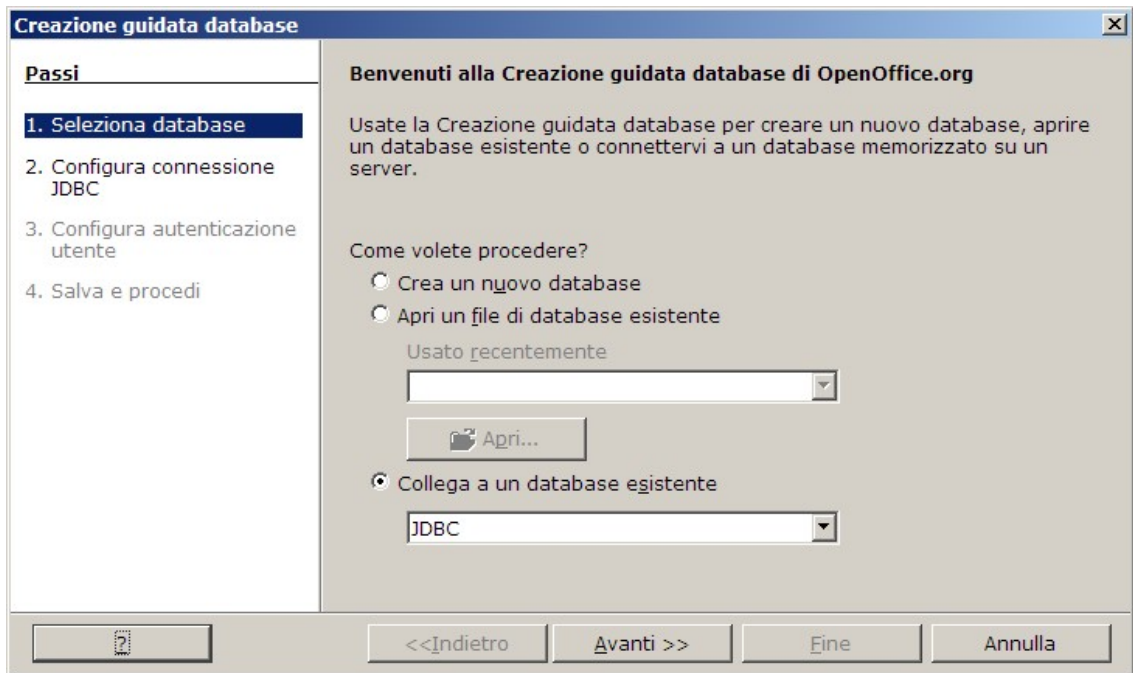 Creazione guidata database
Passi
1. Seleziona database
2. Configura connessione
JDBC
3. Configura autenticazione
utente
4. Salva e procedi
Benvenuti alla Creazione guidata database di OpenOffice.org
Usate la Creazione guidata database per creare un nuovo database, aprire
un database esistente o connettervi a un database memorizzato su un
server.
Come volete procedere?
Crea un nuovo database
Apri un file di database esistente
Usato recentemente
Apri...
Collega a un database esistente
JDBC
?
<<Indietro
Avanti >>
Fine
Annulla